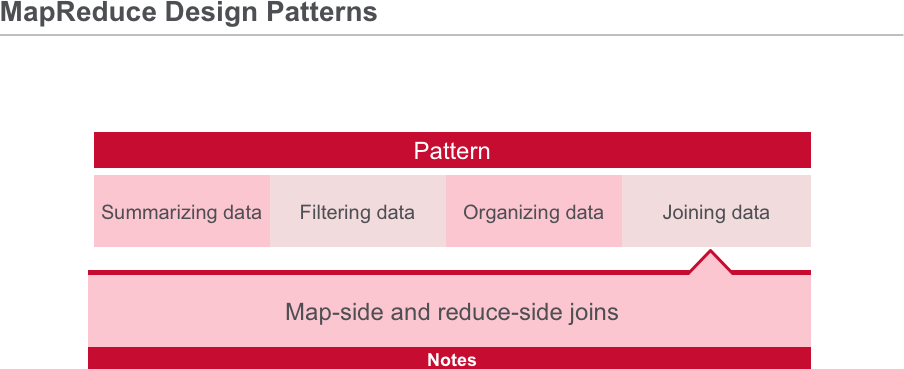 MapReduce Design Patterns
Pattern
Summarizing data
Filtering data
Organizing data
Joining data
Map-side and reduce-side joins
Notes